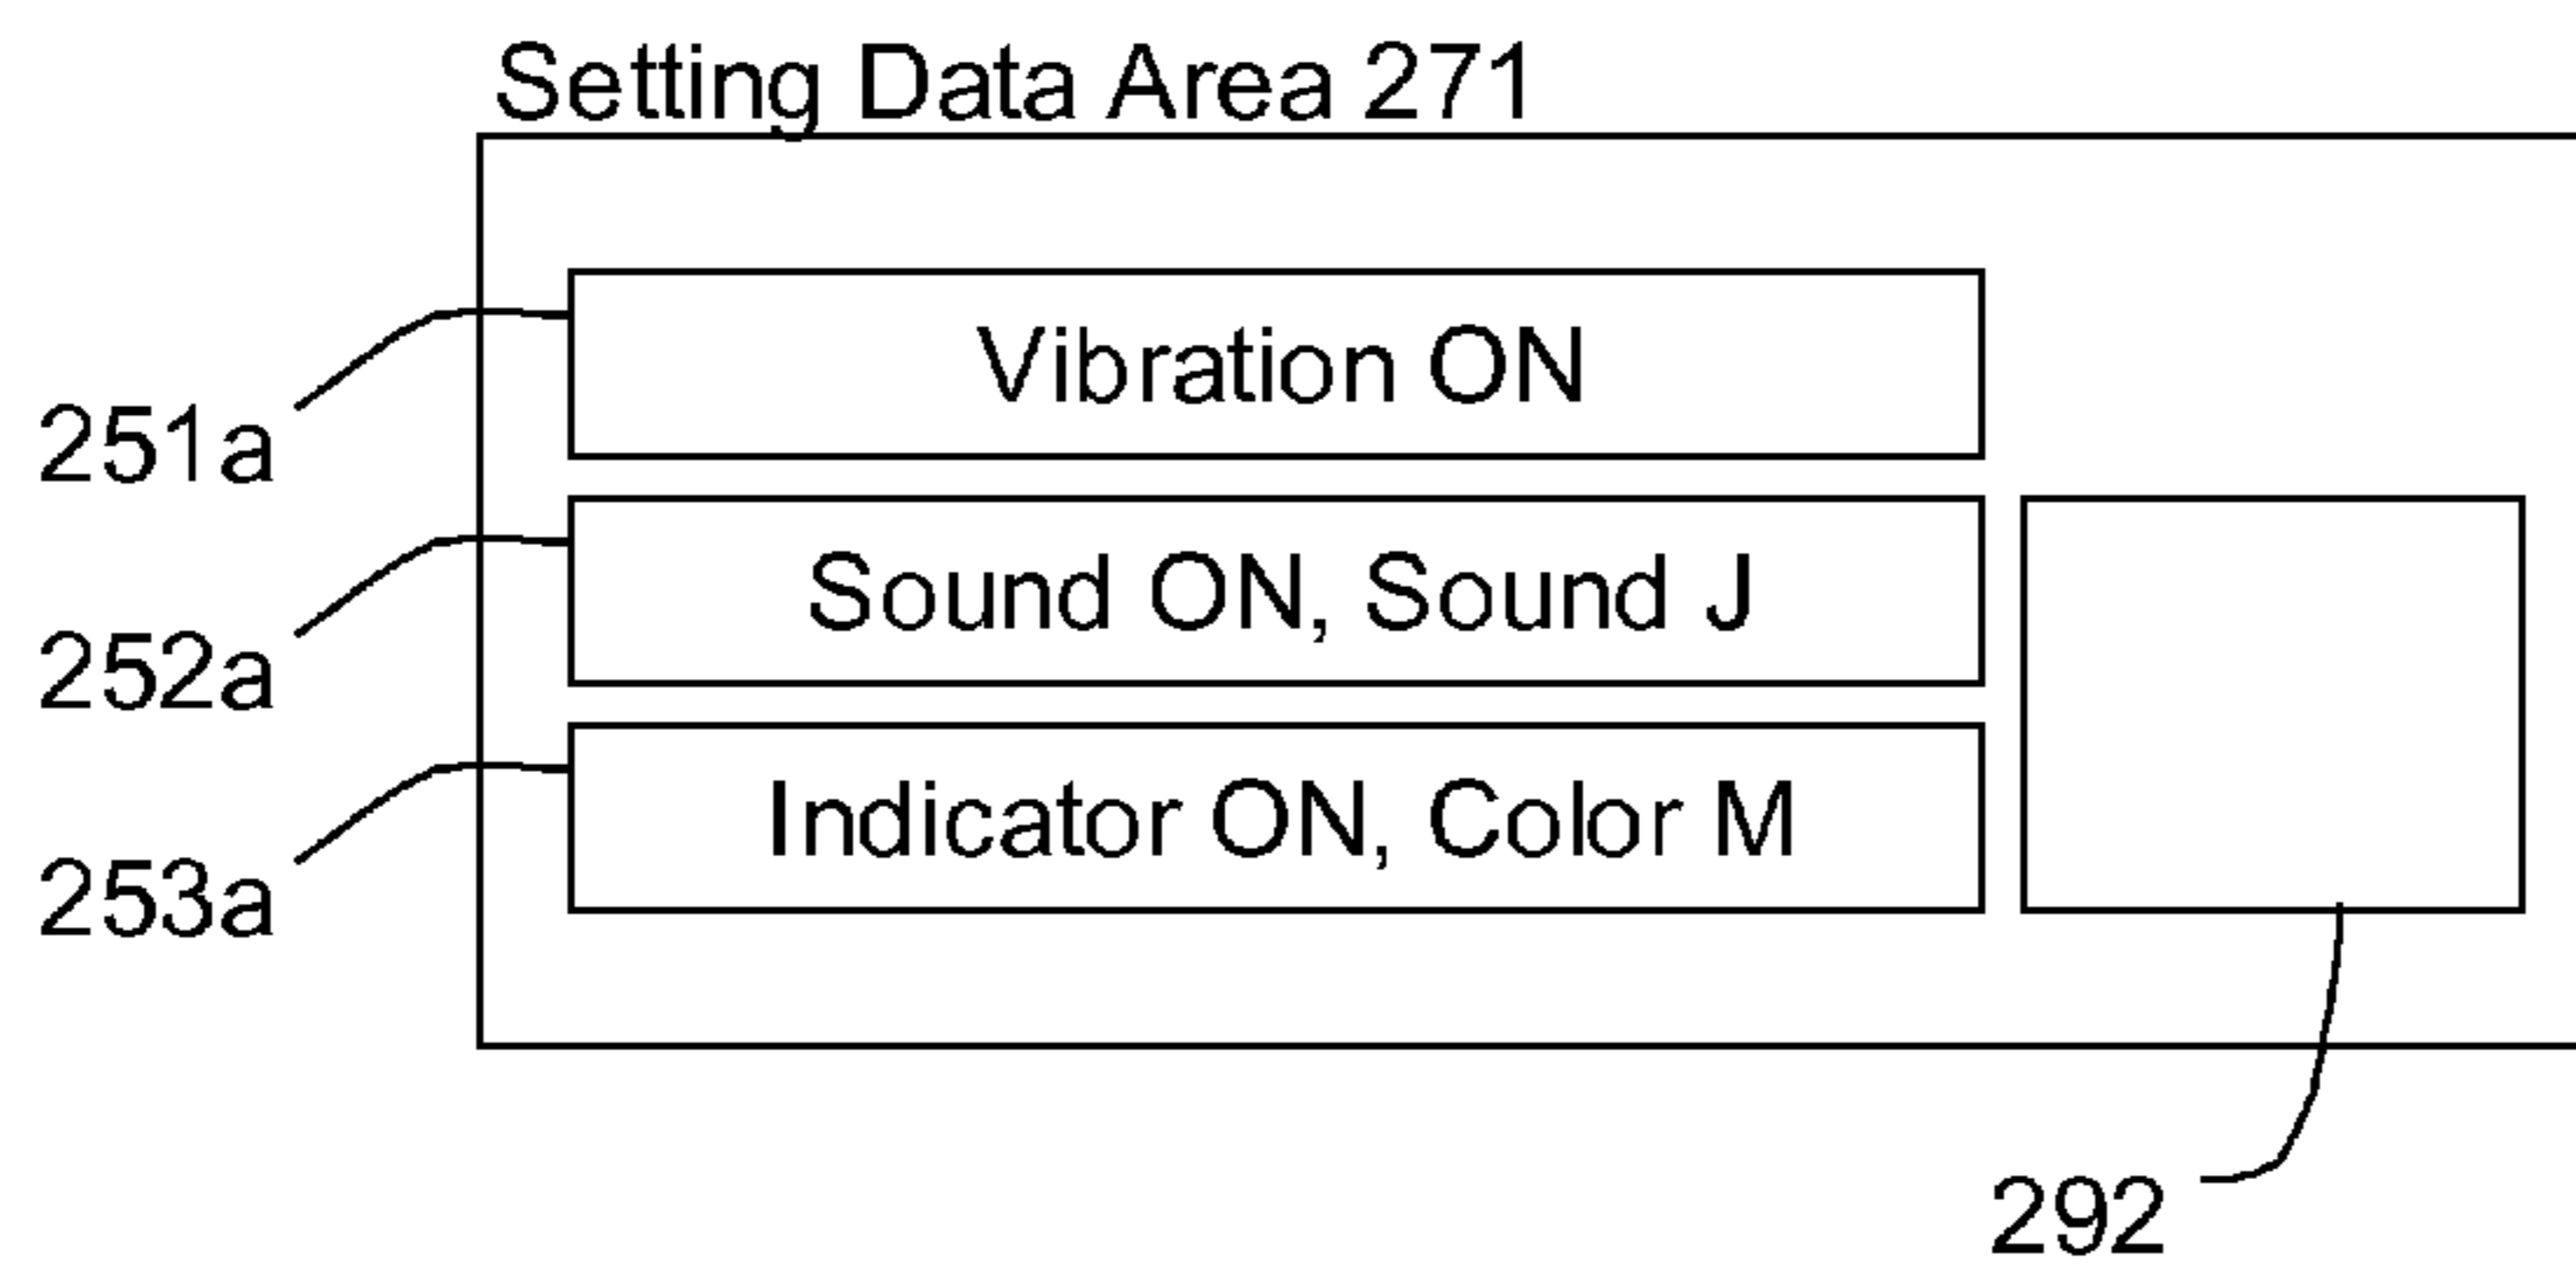 Setting Data Area 271
Vibration ON
251a
Sound ON, Sound J
252a
Indicator ON, Color M
253a
292